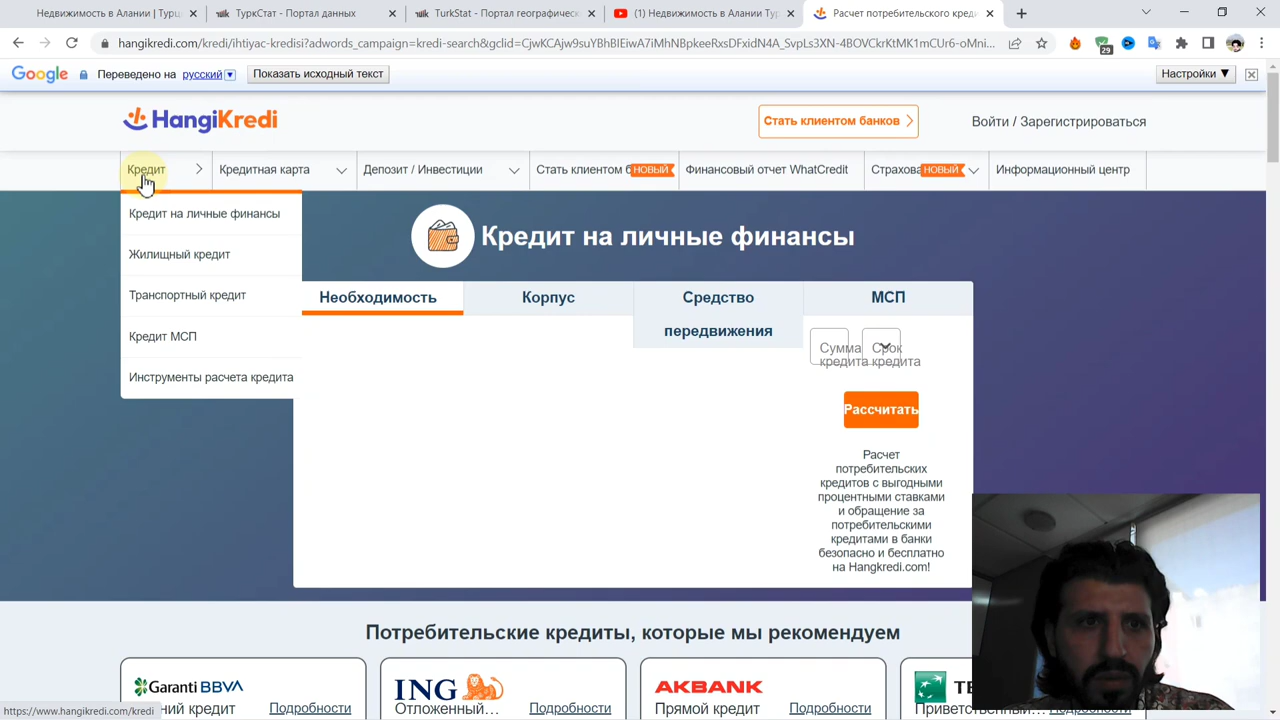 Недвижимость в Алании | Турц
ТуркСтат - Портал данных
TurkStat - Портал географическ
(1) Недвижимость в Алании Тур
Расчет потребительского креди
hangikredi.com/kredi/ihtiyac-kredisi?adwords_campaign=kredi-search&gclid=CjwKCAjw9suYBhBIEiwA7iMhNBpkeeRxsDFxidN4A_SvpLs3XN-4BOVCkrKtMK1mCUr6-oMni...
29
Google Переведено на русский Показать исходный текст Настройки ▼
HangiKredi
Стать клиентом банков
Войти / Зарегистрироваться
Кредит
Кредитная карта
Депозит / Инвестиции
Стать клиентом б НОВЫЙ
Финансовый отчет WhatCredit
Страхова НОВЫЙ
Информационный центр
Кредит на личные финансы
Жилищный кредит
Транспортный кредит
Кредит МСП
Инструменты расчета кредита
Кредит на личные финансы
Необходимость
Корпус
Средство
передвижения
МСП
Сумма
кредита
Срок
кредита
Рассчитать
Расчет
потребительских
кредитов с выгодными
процентными ставками
и обращение за
потребительскими
кредитами в банки
безопасно и бесплатно
на Hangkredi.com!
Потребительские кредиты, которые мы рекомендуем
Garanti BBVA
ний кредит
Подробности
ING
Отложенный...
Подробности
AKBANK
Прямой кредит
Подробности
TE
Приветственный...
Подробности
https://www.hangikredi.com/kredi